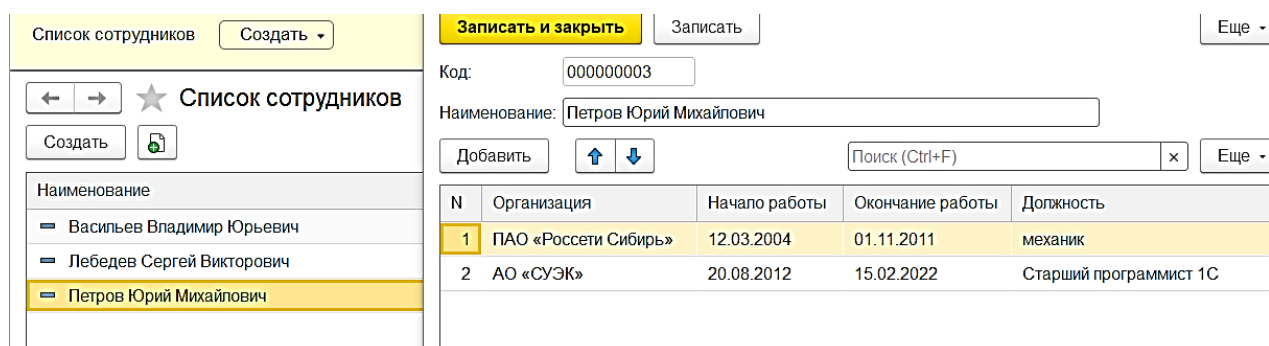 Список сотрудников Создать
Список сотрудников
Создать
Наименование
Васильев Владимир Юрьевич
Лебедев Сергей Викторович
Петров Юрий Михайлович
Записать и закрыть Записать Еще
Код: 000000003
Наименование: Петров Юрий Михайлович
Добавить Поиск (Ctrl+F) × Еще
N Организация Начало работы Окончание работы Должность
1 ПАО «Россети Сибирь» 12.03.2004 01.11.2011 механик
2 АО «СУЭК» 20.08.2012 15.02.2022 Старший программист 1С